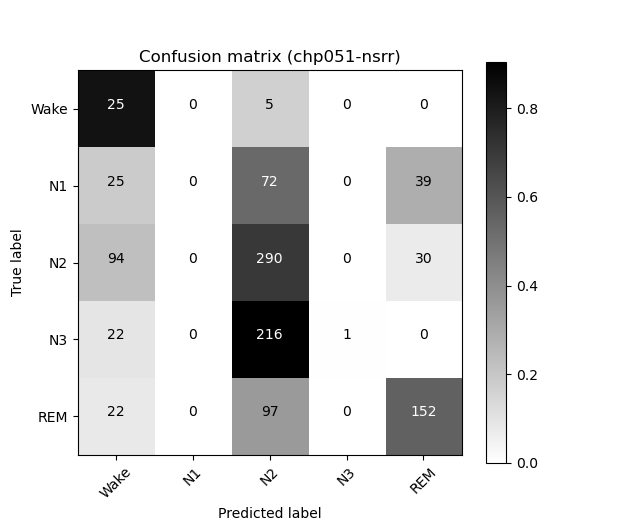 Confusion matrix (chp051-nsrr)
Wake 25 0 5 0 0
N1 25 0 72 0 39
N2 94 0 290 0 30
N3 22 0 216 1 0
REM 22 0 97 0 152
Wake N1 N2 N3 REM
Predicted label
True label
0.8
0.6
0.4
0.2
0.0